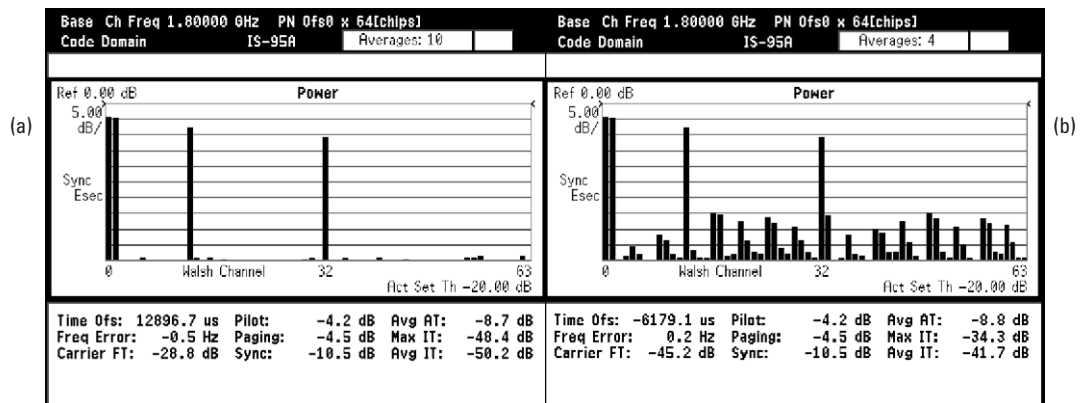 (a)
Base Ch Freq 1.80000 GHz PN Ofs0 x 64[chips]
Code Domain IS-95A Averages: 10
Ref 0.00 dB Power
5.00
dB/
Sync
Esec
0 Walsh Channel 32 63
Act Set Th -20.00 dB
Time Ofs: 12896.7 us Pilot: -4.2 dB Avg AT: -8.7 dB
Freq Error: -0.5 Hz Paging: -4.5 dB Max IT: -48.4 dB
Carrier FT: -28.8 dB Sync: -10.5 dB Avg IT: -50.2 dB
(b)
Base Ch Freq 1.80000 GHz PN Ofs0 x 64[chips]
Code Domain IS-95A Averages: 4
Ref 0.00 dB Power
5.00
dB/
Sync
Esec
0 Walsh Channel 32 63
Act Set Th -20.00 dB
Time Ofs: -6179.1 us Pilot: -4.2 dB Avg AT: -8.8 dB
Freq Error: 0.2 Hz Paging: -4.5 dB Max IT: -34.3 dB
Carrier FT: -45.2 dB Sync: -10.5 dB Avg IT: -41.7 dB